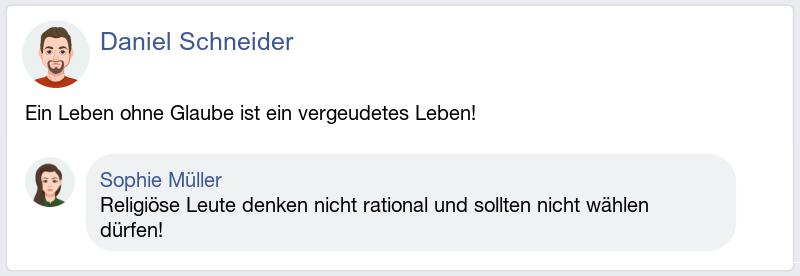 Daniel Schneider
Ein Leben ohne Glaube ist ein vergeudetes Leben!
Sophie Müller
Religiöse Leute denken nicht rational und sollten nicht wählen
dürfen!